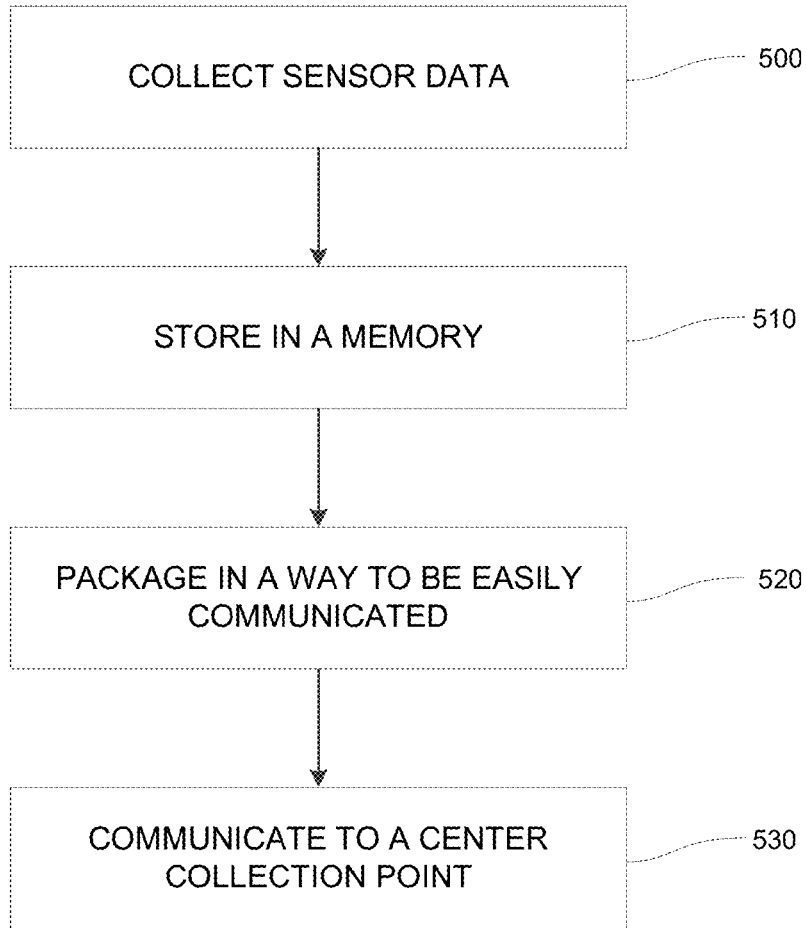 COLLECT SENSOR DATA
500
STORE IN A MEMORY
510
PACKAGE IN A WAY TO BE EASILY
COMMUNICATED
520
COMMUNICATE TO A CENTER
COLLECTION POINT
530